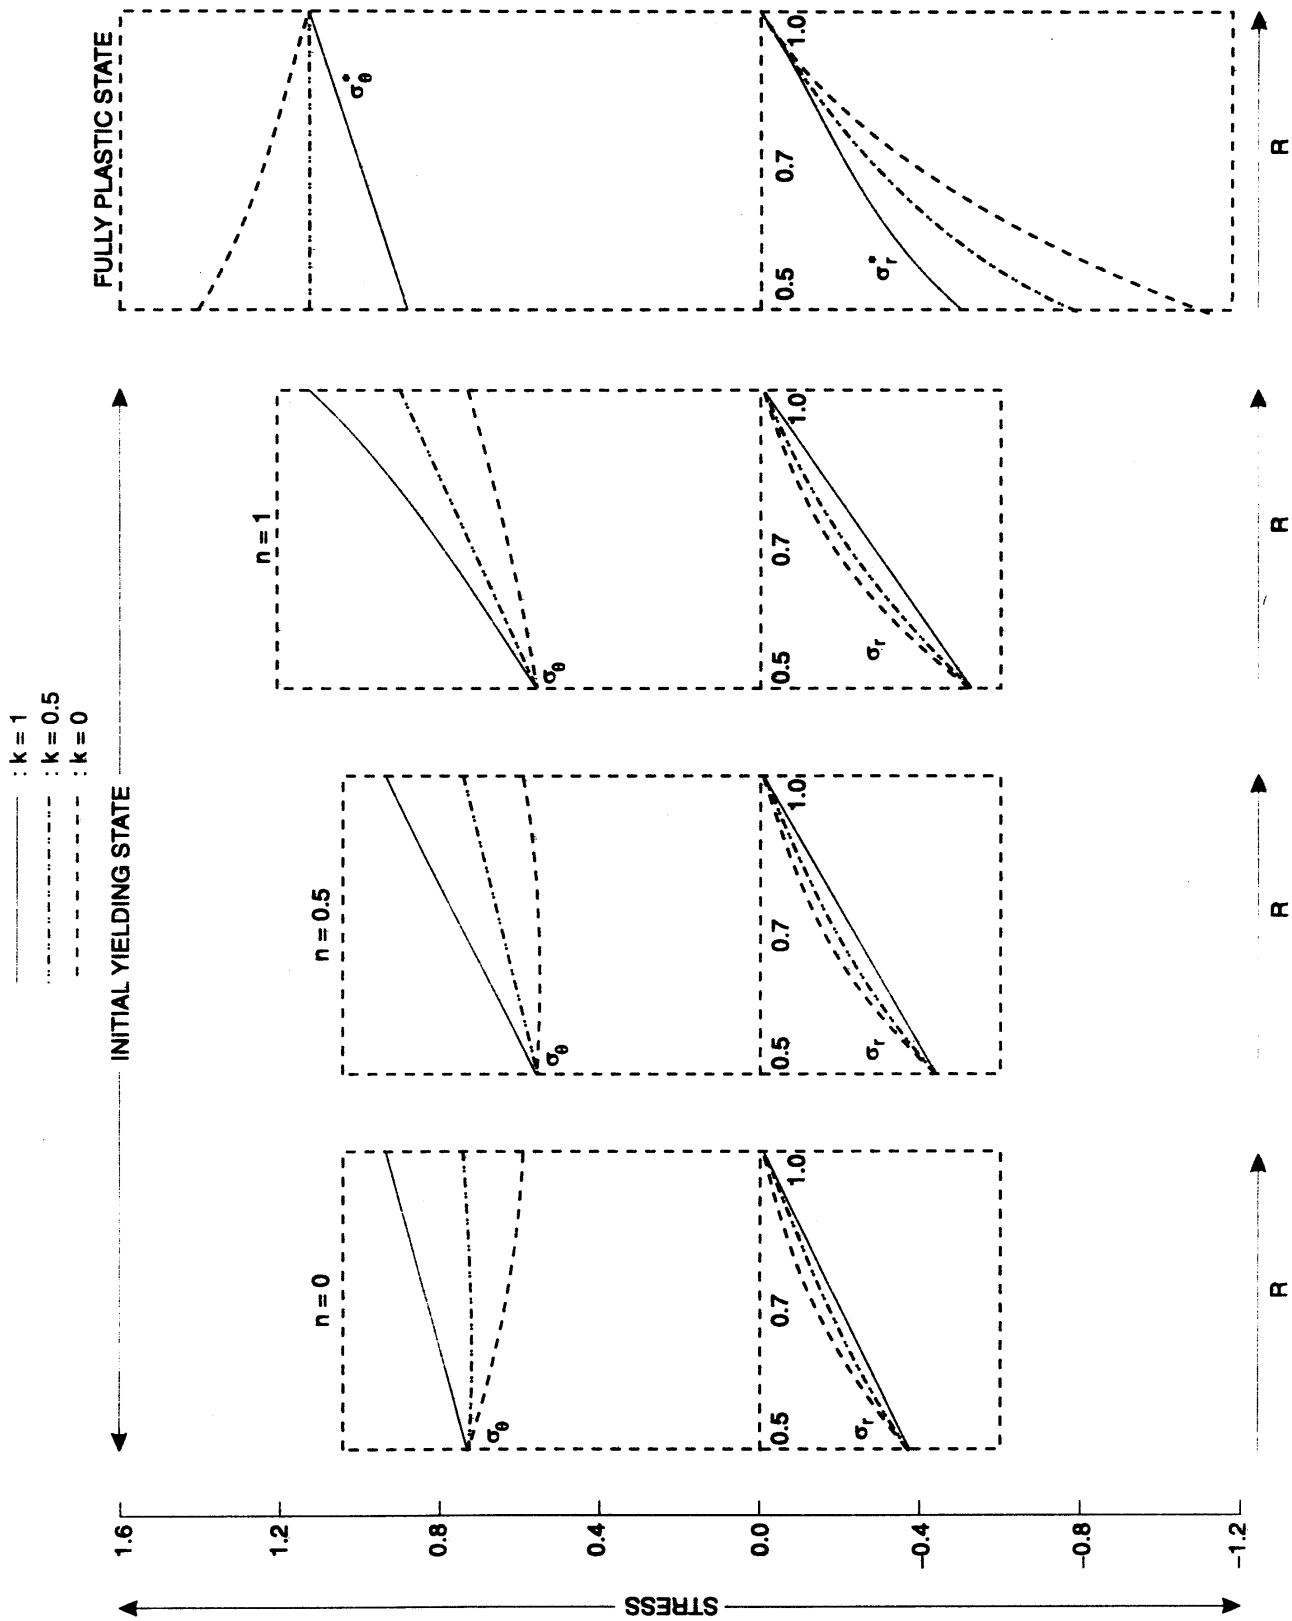 : k = 1
: k = 0.5
: k = 0
INITIAL YIELDING STATE
FULLY PLASTIC STATE
n = 0
n = 0.5
n = 1
STRESS
1.6
1.2
0.8
0.4
0.0
−0.4
−0.8
−1.2
σθ
σθ
σθ
σ*θ
0.5 0.7 1.0
0.5 0.7 1.0
0.5 0.7 1.0
0.5 0.7 1.0
σr
σr
σr
σ*r
R
R
R
R